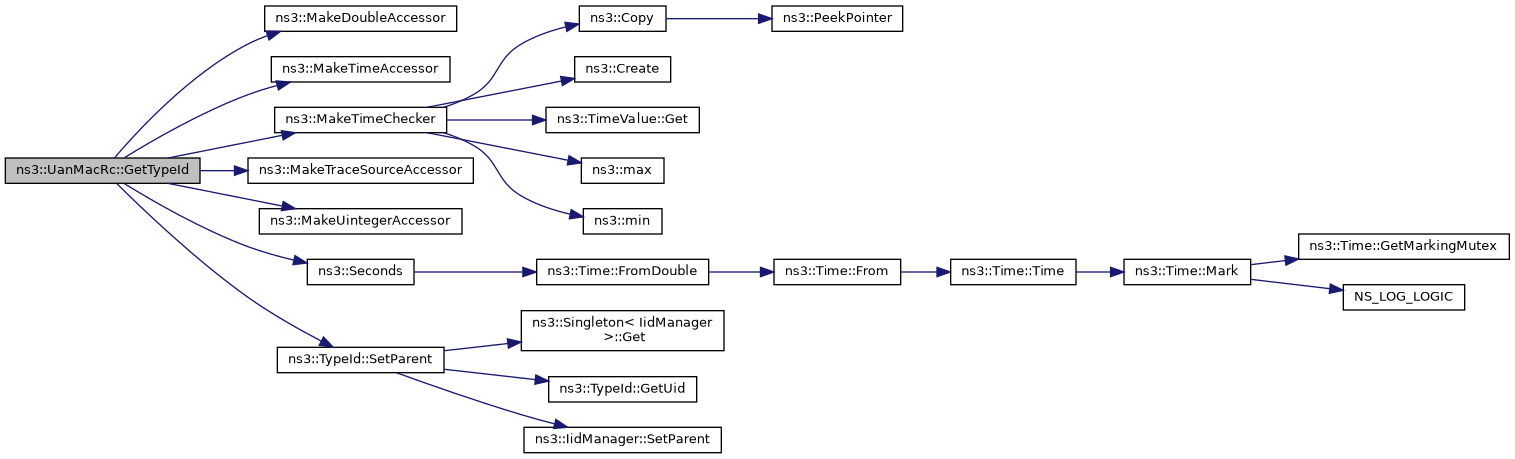 ns3::UanMacRc::GetTypeId
ns3::MakeDoubleAccessor
ns3::MakeTimeAccessor
ns3::MakeTimeChecker
ns3::Copy
ns3::PeekPointer
ns3::Create
ns3::TimeValue::Get
ns3::max
ns3::min
ns3::MakeTraceSourceAccessor
ns3::MakeUintegerAccessor
ns3::Seconds
ns3::Time::FromDouble
ns3::Time::From
ns3::Time::Time
ns3::Time::Mark
ns3::Time::GetMarkingMutex
NS_LOG_LOGIC
ns3::TypeId::SetParent
ns3::Singleton< IidManager
>::Get
ns3::TypeId::GetUid
ns3::IidManager::SetParent